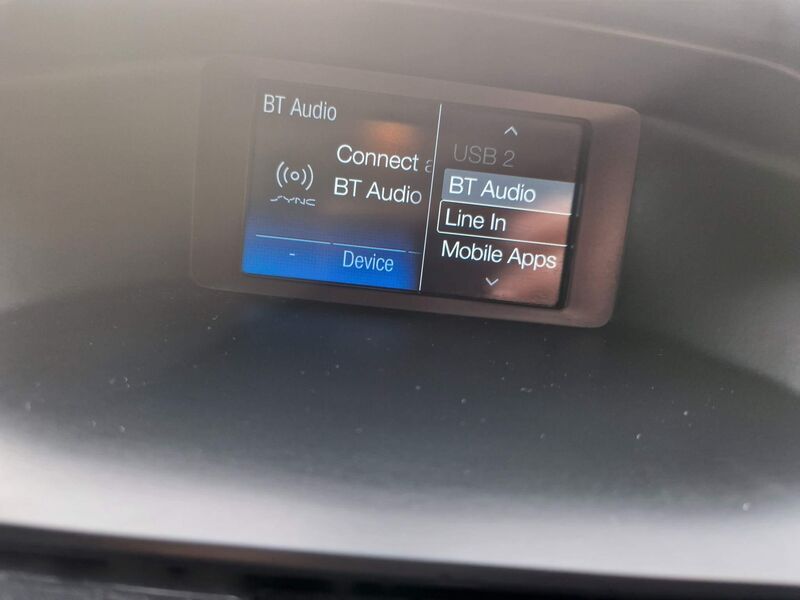 BT Audio
Connect
BT Audio
SYNC
- Device
USB 2
BT Audio
Line In
Mobile Apps